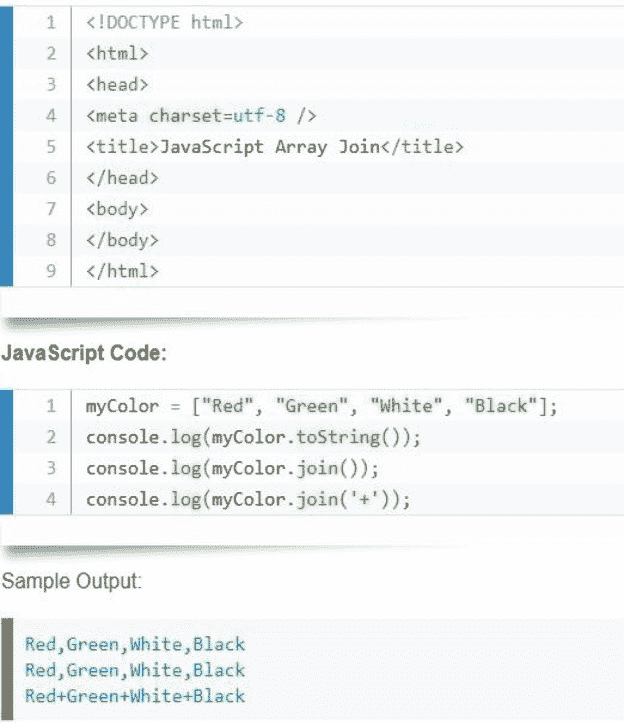 1 <!DOCTYPE html>
2 <html>
3 <head>
4 <meta charset=utf-8 />
5 <title>JavaScript Array Join</title>
6 </head>
7 <body>
8 </body>
9 </html>
JavaScript Code:
1 myColor = ["Red", "Green", "White", "Black"];
2 console.log(myColor.toString());
3 console.log(myColor.join());
4 console.log(myColor.join('+'));
Sample Output:
Red,Green,White,Black
Red,Green,White,Black
Red+Green+White+Black